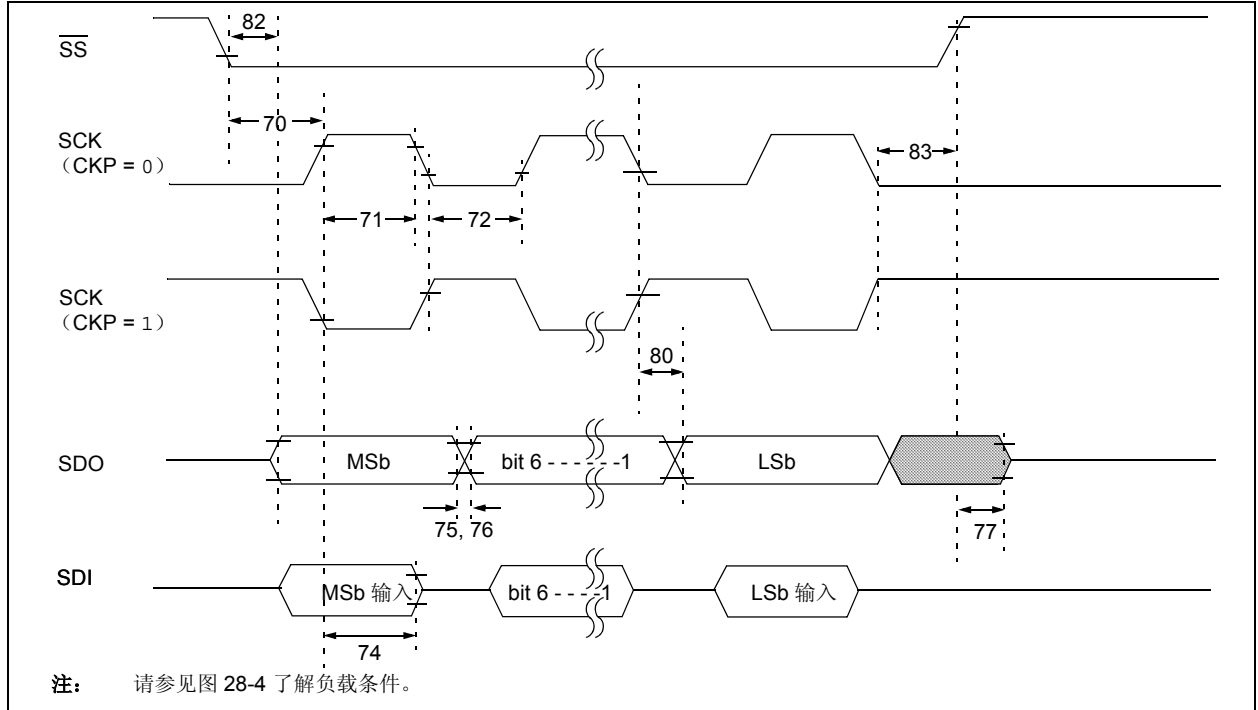 82
SS
70
SCK
（CKP = 0）
83
71
72
SCK
（CKP = 1）
80
SDO
MSb
bit 6 - - - - - -1
LSb
75, 76
77
SDI
MSb 输入
bit 6 - - - -1
LSb 输入
74
注： 请参见图 28-4 了解负载条件。